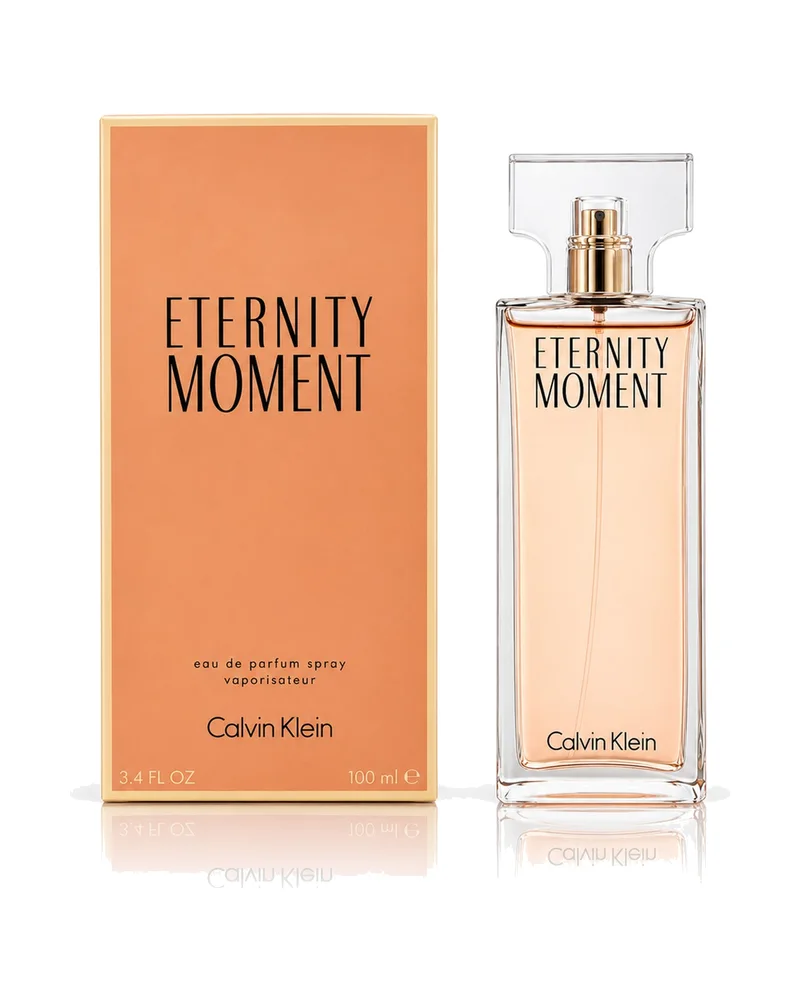 ETERNITY
MOMENT
eau de parfum spray
vaporisateur
Calvin Klein
3.4 FL OZ
100 ml ℮
ETERNITY
MOMENT
Calvin Klein